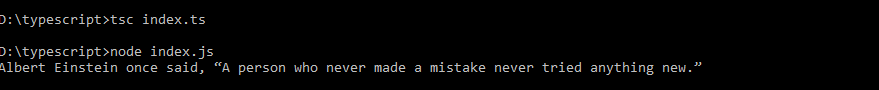 D:\typescript>tsc index.ts
D:\typescript>node index.js
Albert Einstein once said, “A person who never made a mistake never tried anything new.”